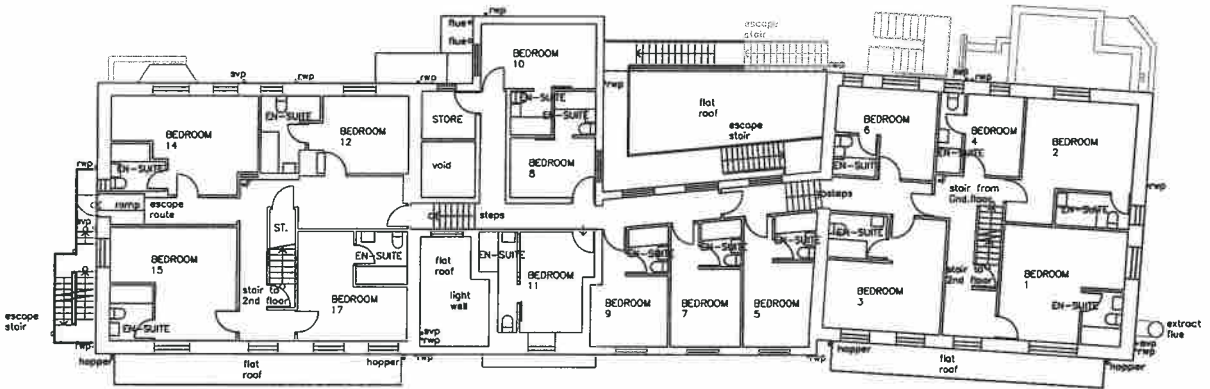 rwp
flue
flue
escape
stair
BEDROOM
10
svp
rwp
rwp
rwp
rwp
svp
rwp
EN-SUITE
EN-SUITE
STORE
flat
roof
escape
stair
BEDROOM
6
BEDROOM
4
BEDROOM
2
EN-SUITE
BEDROOM
12
BEDROOM
14
EN-SUITE
void
BEDROOM
8
EN-SUITE
EN-SUITE
rwp
rwp
ramp
escape
route
svp
ST.
steps
steps
stair from
Gnd.floor
EN-SUITE
EN-SUITE
EN-SUITE
EN-SUITE
EN-SUITE
EN-SUITE
EN-SUITE
BEDROOM
15
flat
roof
BEDROOM
11
light
well
stair to
2nd floor
BEDROOM
17
BEDROOM
9
BEDROOM
7
BEDROOM
5
BEDROOM
3
stair to
2nd floor
BEDROOM
1
EN-SUITE
EN-SUITE
escape
stair
rwp
hopper
flat
roof
hopper
svp
rwp
rwp
rwp
hopper
flat
roof
hopper
extract
flue
svp
rwp